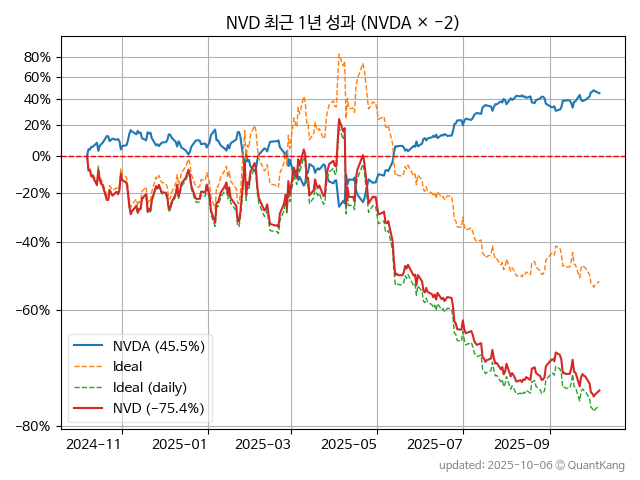 NVD 최근 1년 성과 (NVDA × −2)
80%
60%
40%
20%
0%
−20%
−40%
−60%
−80%
NVDA (45.5%)
Ideal
Ideal (daily)
NVD (−75.4%)
2024−11
2025−01
2025−03
2025−05
2025−07
2025−09
updated: 2025-10-06 © QuantKang